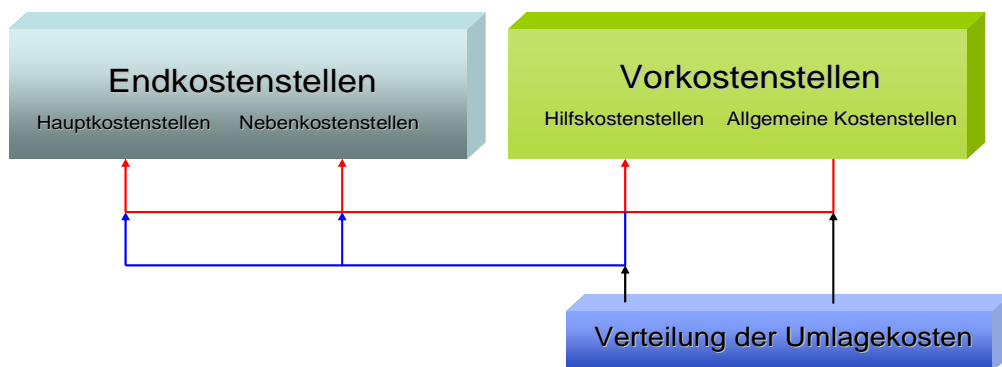 Endkostenstellen
Hauptkostenstellen Nebenkostenstellen
Vorkostenstellen
Hilfskostenstellen Allgemeine Kostenstellen
Verteilung der Umlagekosten